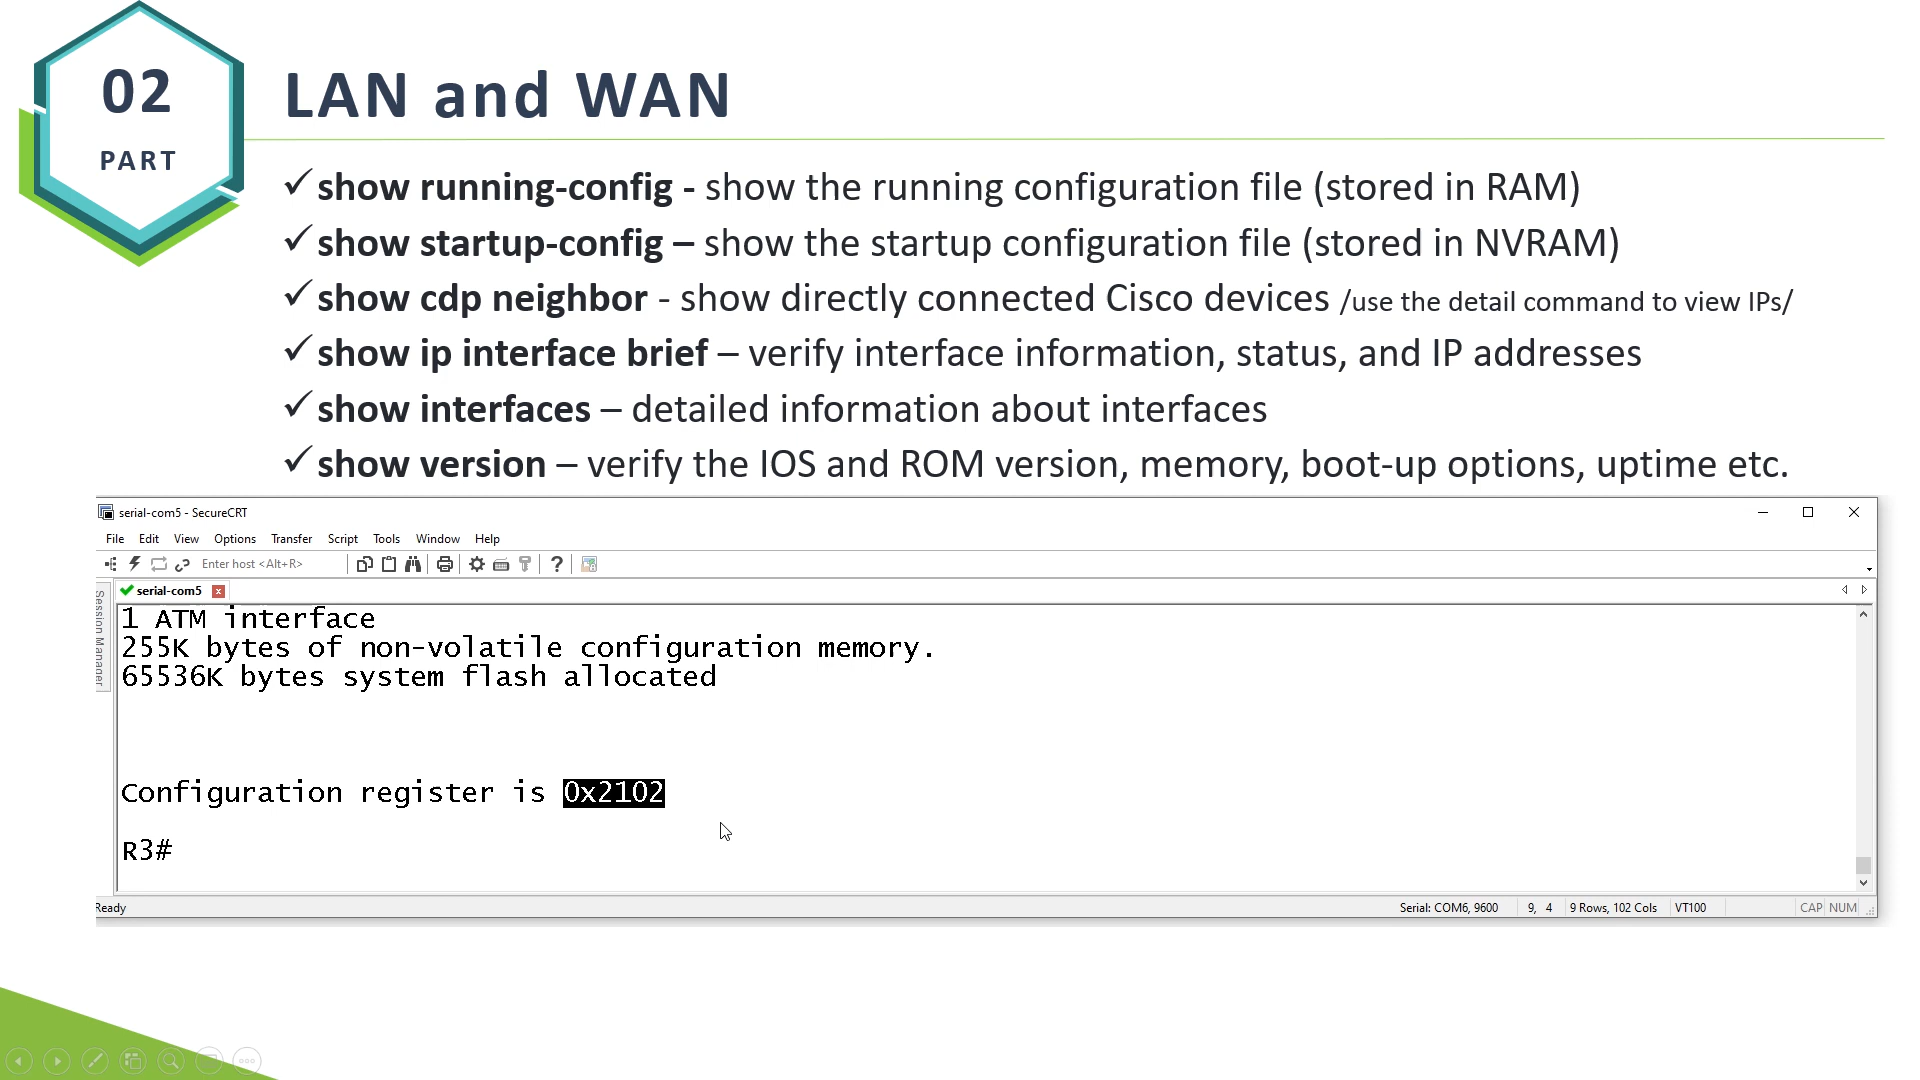 02
PART
LAN and WAN
✓ show running-config - show the running configuration file (stored in RAM)
✓ show startup-config – show the startup configuration file (stored in NVRAM)
✓ show cdp neighbor - show directly connected Cisco devices /use the detail command to view IPs/
✓ show ip interface brief – verify interface information, status, and IP addresses
✓ show interfaces – detailed information about interfaces
✓ show version – verify the IOS and ROM version, memory, boot-up options, uptime etc.
serial-com5 - SecureCRT
File Edit View Options Transfer Script Tools Window Help
Enter host <Alt+R>
serial-com5
Session Manager
1 ATM interface
255K bytes of non-volatile configuration memory.
65536K bytes system flash allocated
Configuration register is 0x2102
R3#
Ready Serial: COM6, 9600 9, 4 9 Rows, 102 Cols VT100 CAP NUM